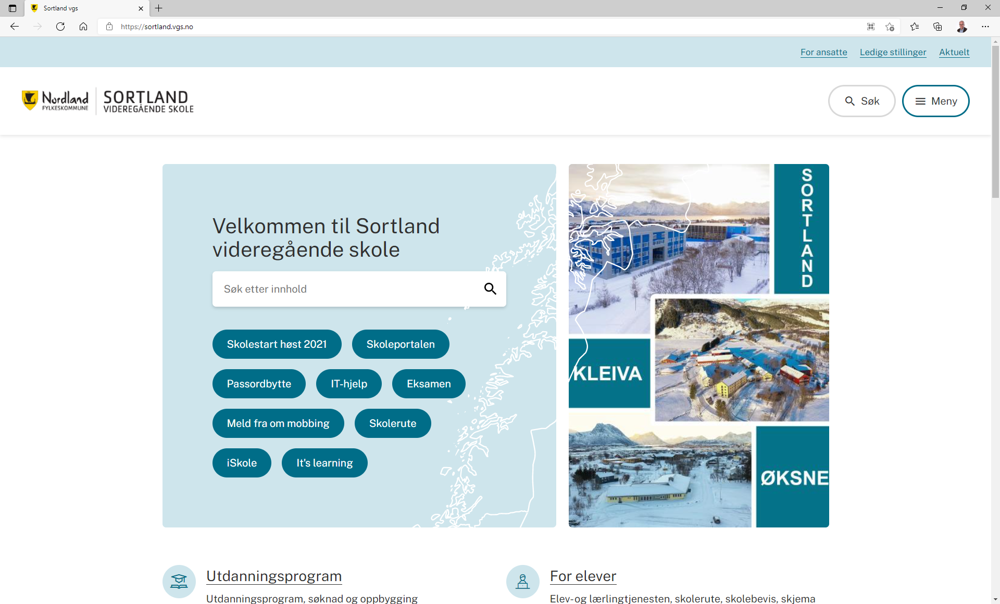 Sortland vgs
https://sortland.vgs.no
For ansatte Ledige stillinger Aktuelt
Nordland
FYLKESKOMMUNE
SORTLAND
VIDEREGÅENDE SKOLE
Søk
Meny
Velkommen til Sortland
videregående skole
Søk etter innhold
Skolestart høst 2021
Skoleportalen
Passordbytte
IT-hjelp
Eksamen
Meld fra om mobbing
Skolerute
iSkole
It's learning
SORTLAND
KLEIVA
ØKSNE
Utdanningsprogram
Utdanningsprogram, søknad og oppbygging
For elever
Elev- og lærlingtjenesten, skolerute, skolebevis, skjema